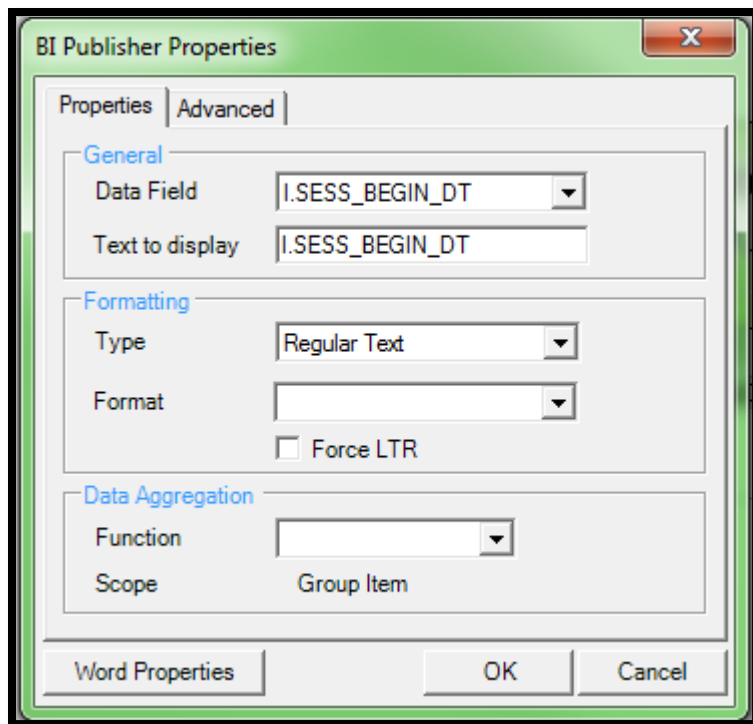 BI Publisher Properties
Properties Advanced
General
Data Field I.SESS_BEGIN_DT
Text to display I.SESS_BEGIN_DT
Formatting
Type Regular Text
Format
Force LTR
Data Aggregation
Function
Scope Group Item
Word Properties OK Cancel